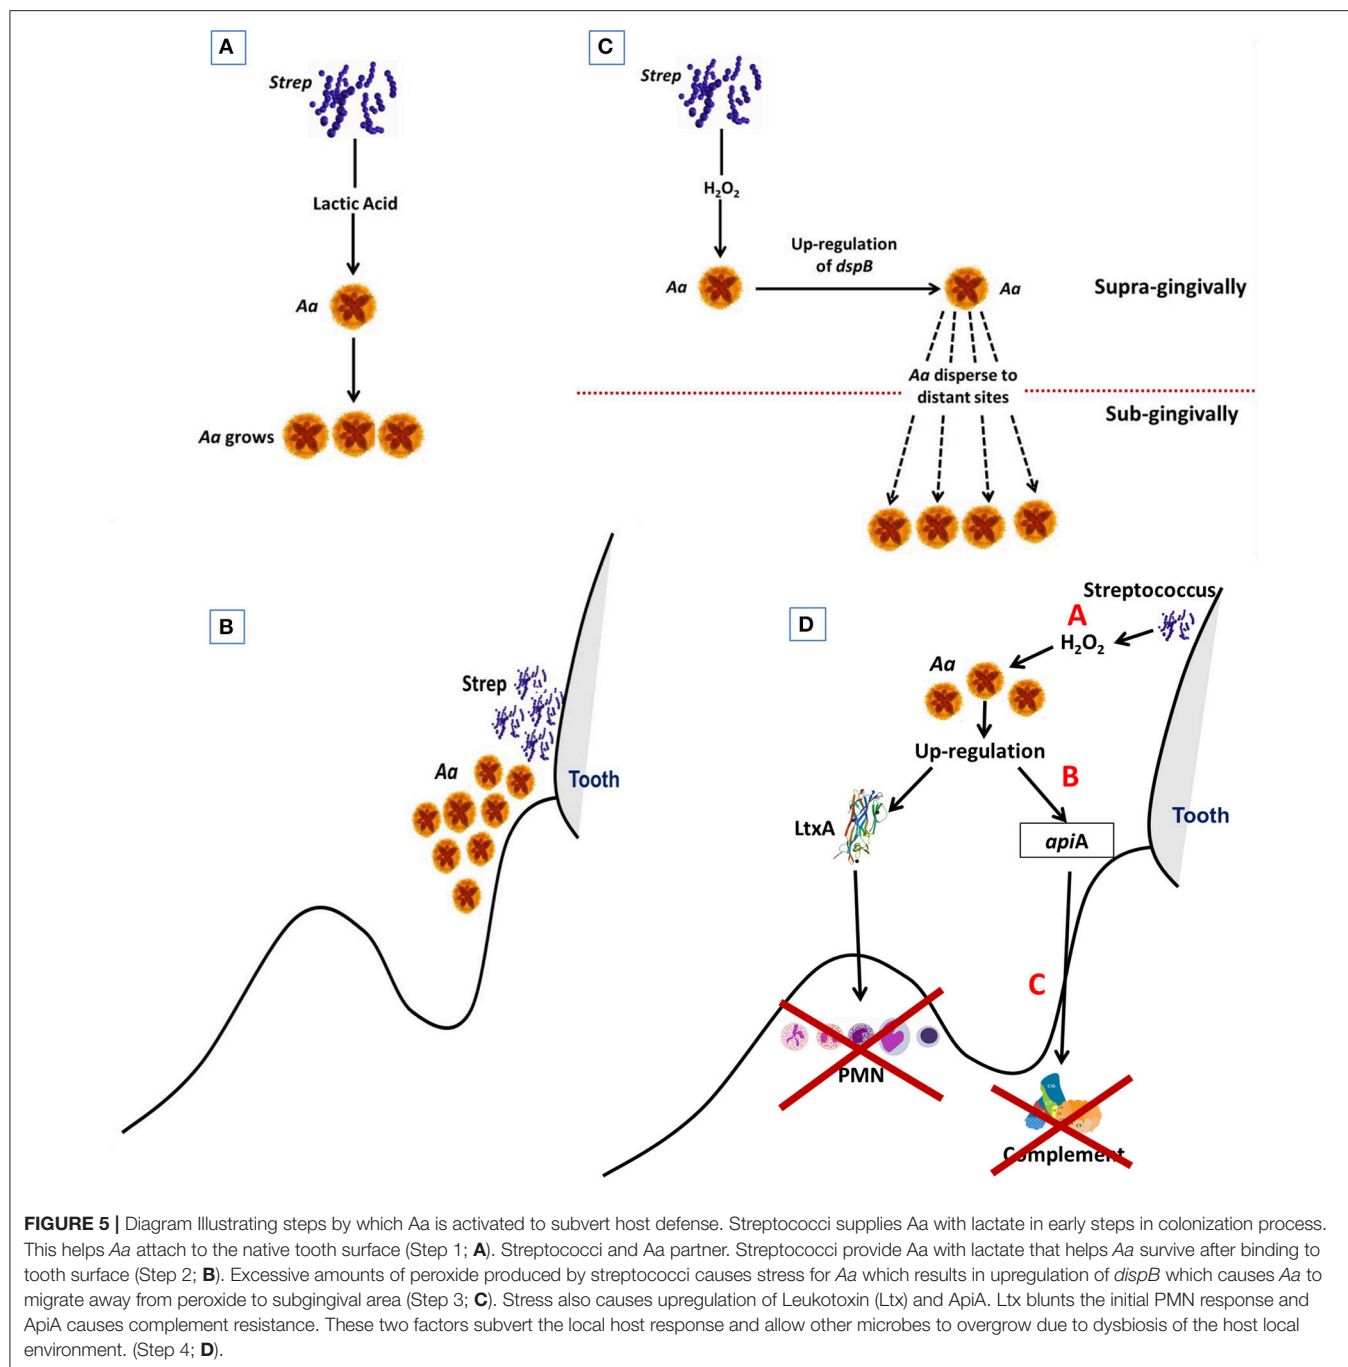 A
Strep
Lactic Acid
Aa
Aa grows
C
Strep
H₂O₂
Aa
Up-regulation
of dspB
Aa
Supra-gingivally
Aa disperse to
distant sites
Sub-gingivally
B
Strep
Aa
Tooth
D
Streptococcus
A
H₂O₂
Aa
Up-regulation
B
LtxA
apiA
Tooth
C
PMN
Complement
FIGURE 5 | Diagram Illustrating steps by which Aa is activated to subvert host defense. Streptococci supplies Aa with lactate in early steps in colonization process.
This helps Aa attach to the native tooth surface (Step 1; A). Streptococci and Aa partner. Streptococci provide Aa with lactate that helps Aa survive after binding to
tooth surface (Step 2; B). Excessive amounts of peroxide produced by streptococci causes stress for Aa which results in upregulation of dispB which causes Aa to
migrate away from peroxide to subgingival area (Step 3; C). Stress also causes upregulation of Leukotoxin (Ltx) and ApiA. Ltx blunts the initial PMN response and
ApiA causes complement resistance. These two factors subvert the local host response and allow other microbes to overgrow due to dysbiosis of the host local
environment. (Step 4; D).